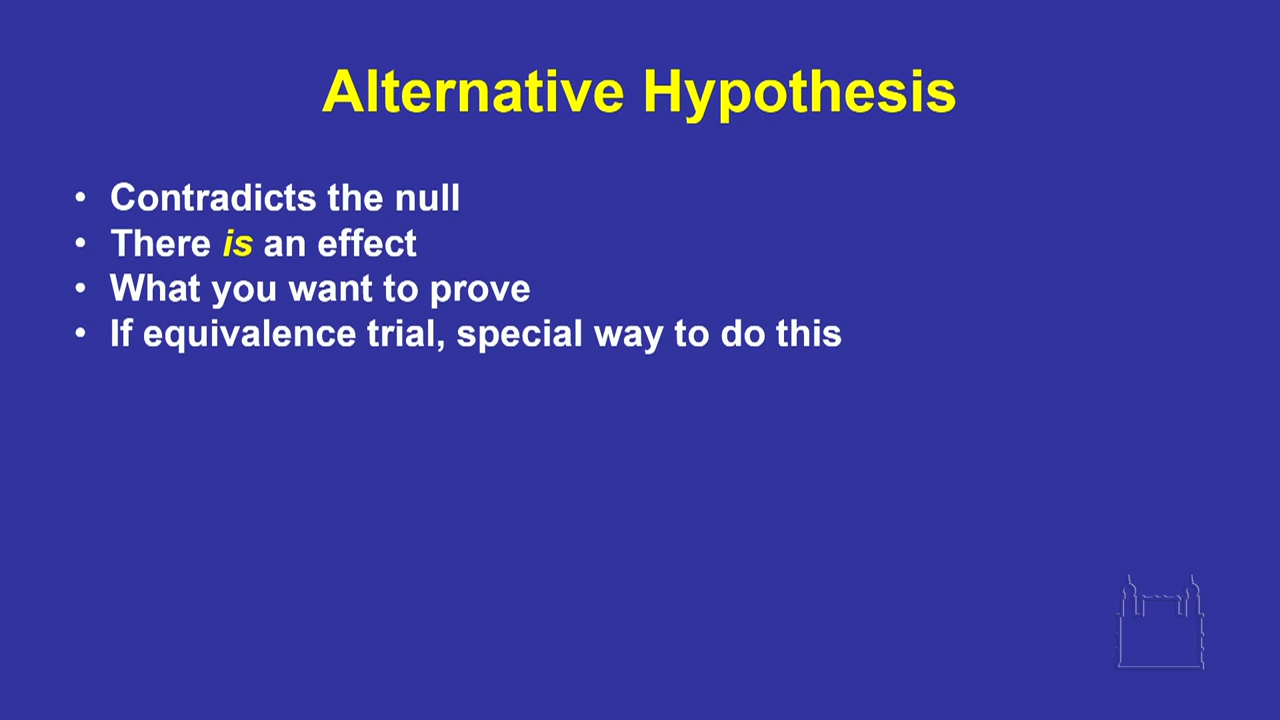 Alternative Hypothesis
• Contradicts the null
• There is an effect
• What you want to prove
• If equivalence trial, special way to do this